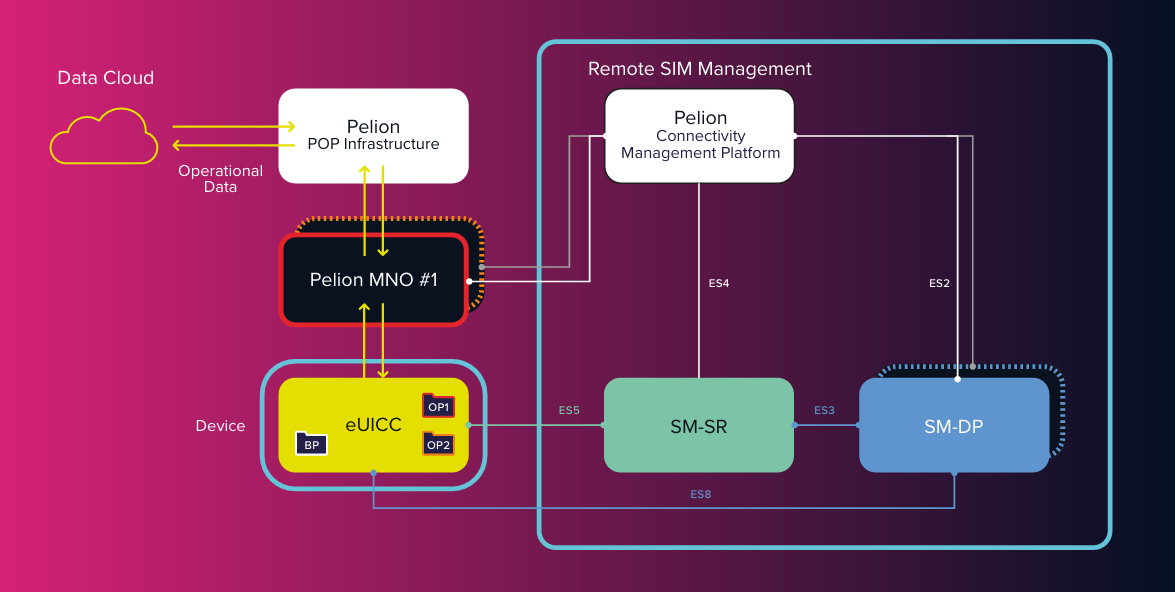 Remote SIM Management
Data Cloud
Pelion
POP Infrastructure
Pelion
Connectivity
Management Platform
Operational
Data
Pelion MNO #1
ES4
ES2
Device
eUICC
OP1
BP
OP2
ES5
SM-SR
ES3
SM-DP
ES8